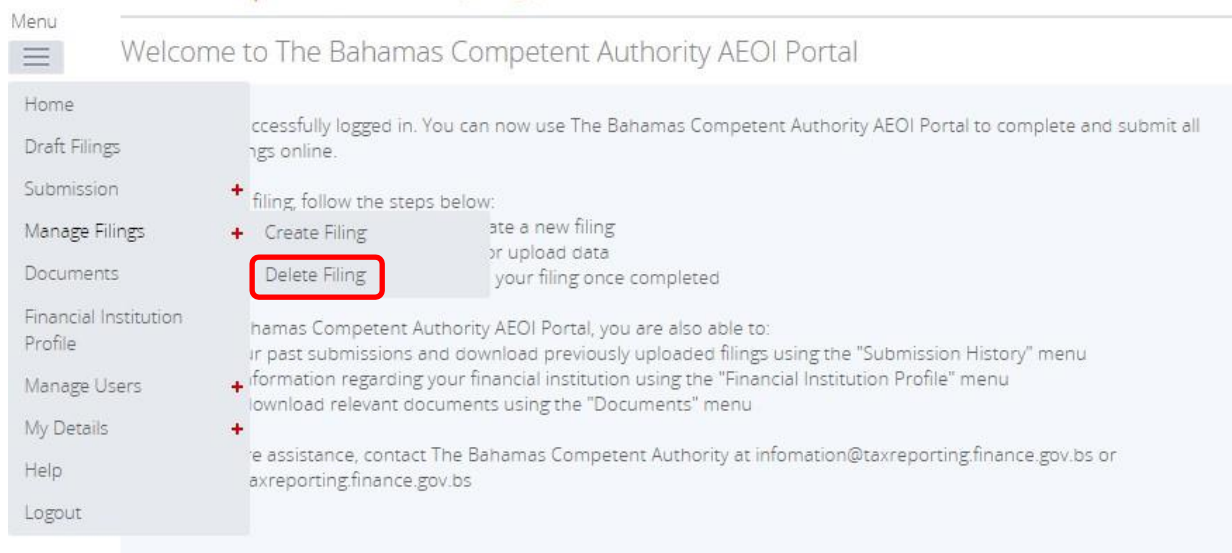 Menu
Welcome to The Bahamas Competent Authority AEOI Portal
Home
Draft Filings
Submission +
Manage Filings +
Create Filing
Delete Filing
Documents
Financial Institution
Profile
Manage Users +
My Details +
Help
Logout
ccessfully logged in. You can now use The Bahamas Competent Authority AEOI Portal to complete and submit all
ngs online.
filing, follow the steps below:
ate a new filing
or upload data
your filing once completed
hamas Competent Authority AEOI Portal, you are also able to:
ur past submissions and download previously uploaded filings using the "Submission History" menu
nformation regarding your financial institution using the "Financial Institution Profile" menu
download relevant documents using the "Documents" menu
re assistance, contact The Bahamas Competent Authority at infomation@taxreporting.finance.gov.bs or
axreporting.finance.gov.bs